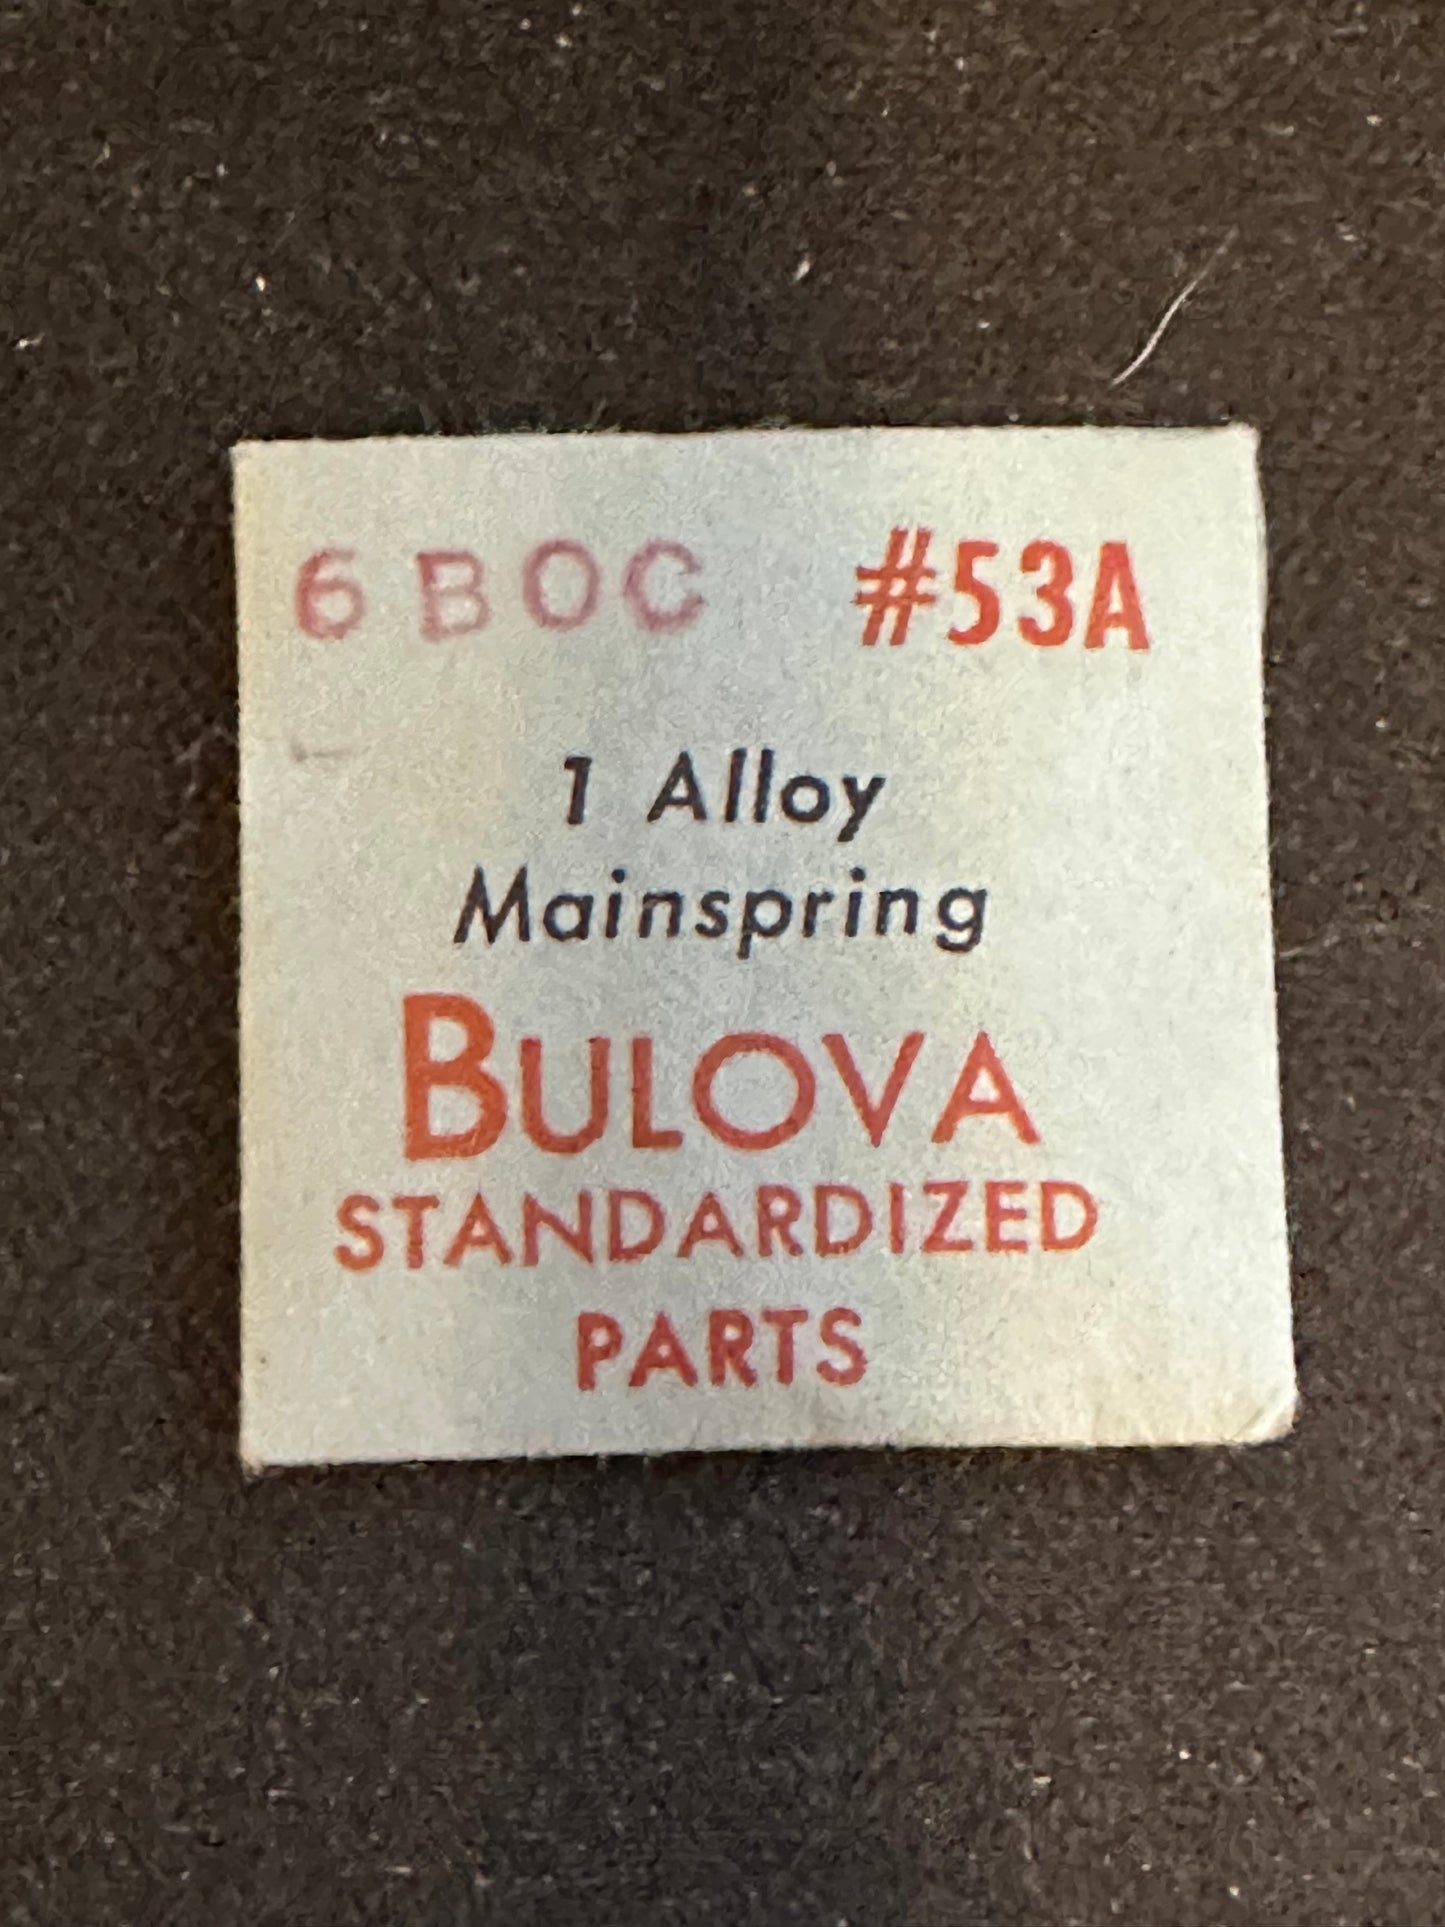 6BOC #53A
1 Alloy
Mainspring
BULOVA
STANDARDIZED
PARTS